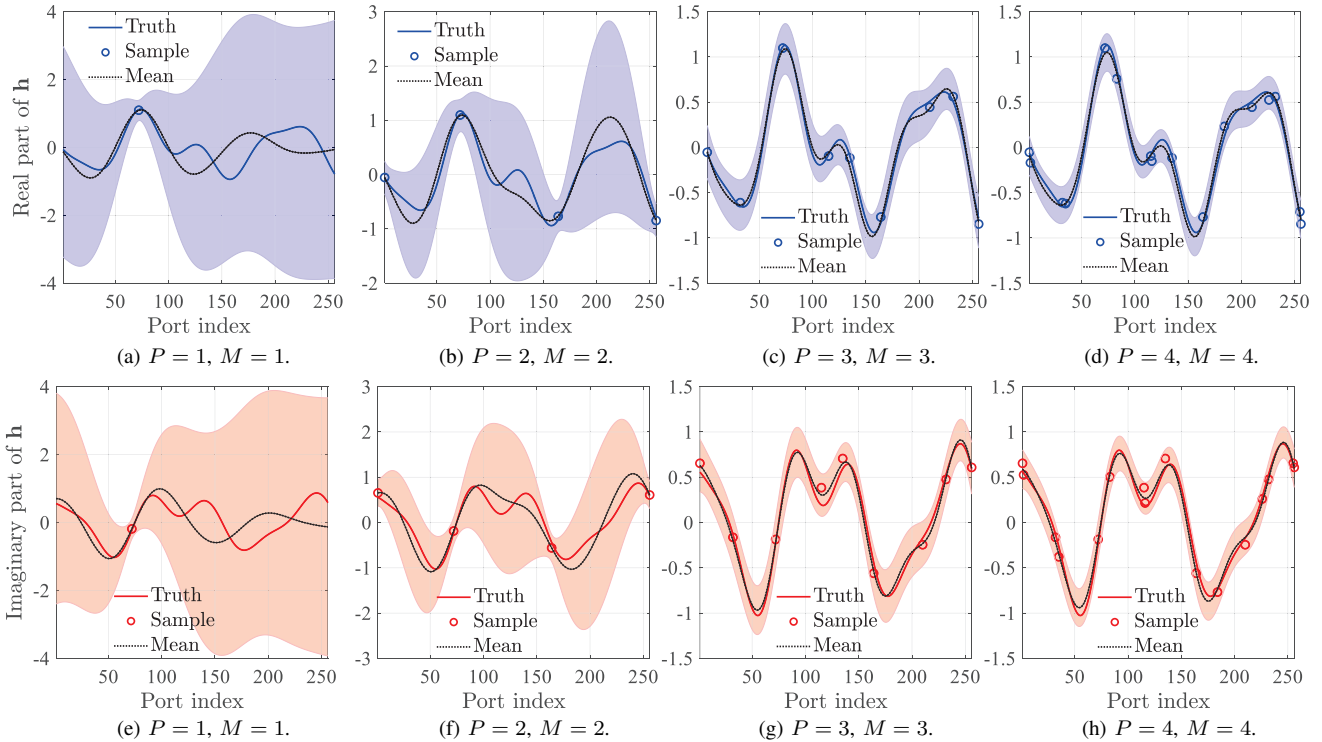 Real part of h
4
2
0
-2
-4
Truth
Sample
Mean
50 100 150 200 250
Port index
(a) P = 1, M = 1.
3
2
1
0
-1
-2
Truth
Sample
Mean
50 100 150 200 250
Port index
(b) P = 2, M = 2.
1.5
1
0.5
0
-0.5
-1
-1.5
Truth
Sample
Mean
50 100 150 200 250
Port index
(c) P = 3, M = 3.
1.5
1
0.5
0
-0.5
-1
-1.5
Truth
Sample
Mean
50 100 150 200 250
Port index
(d) P = 4, M = 4.
Imaginary part of h
4
2
0
-2
-4
Truth
Sample
Mean
50 100 150 200 250
Port index
(e) P = 1, M = 1.
3
2
1
0
-1
-2
-3
Truth
Sample
Mean
50 100 150 200 250
Port index
(f) P = 2, M = 2.
1.5
1
0.5
0
-0.5
-1
-1.5
Truth
Sample
Mean
50 100 150 200 250
Port index
(g) P = 3, M = 3.
1.5
1
0.5
0
-0.5
-1
-1.5
Truth
Sample
Mean
50 100 150 200 250
Port index
(h) P = 4, M = 4.